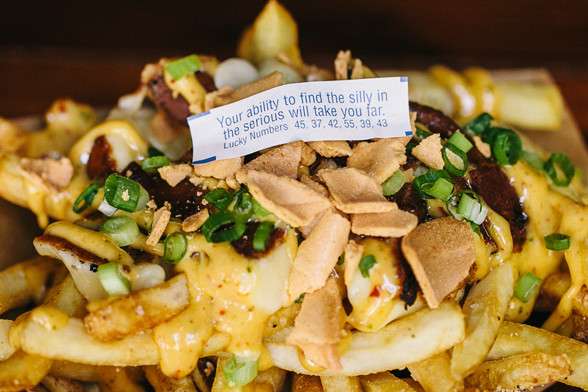 Your ability to find the silly in
the serious will take you far.
Lucky Numbers 45, 37, 42, 55, 39, 43